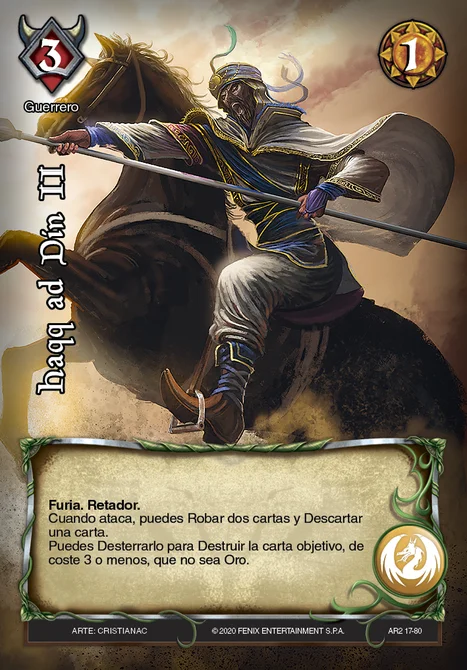 3
1
Guerrero
Haqq ad Din III
Furia. Retador.
Cuando ataca, puedes Robar dos cartas y Descartar
una carta.
Puedes Desterrarlo para Destruir la carta objetivo, de
coste 3 o menos, que no sea Oro.
ARTE: CRISTIANAC
© 2020 FENIX ENTERTAINMENT S.P.A.
AR2 17-80